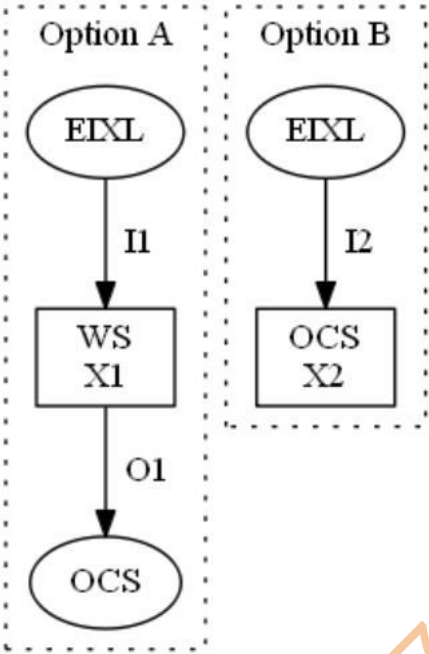 Option A
EIXL
I1
WS
X1
O1
OCS
Option B
EIXL
I2
OCS
X2